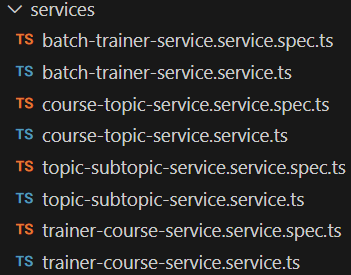 services
TS batch-trainer-service.service.spec.ts
TS batch-trainer-service.service.ts
TS course-topic-service.service.spec.ts
TS course-topic-service.service.ts
TS topic-subtopic-service.service.spec.ts
TS topic-subtopic-service.service.ts
TS trainer-course-service.service.spec.ts
TS trainer-course-service.service.ts